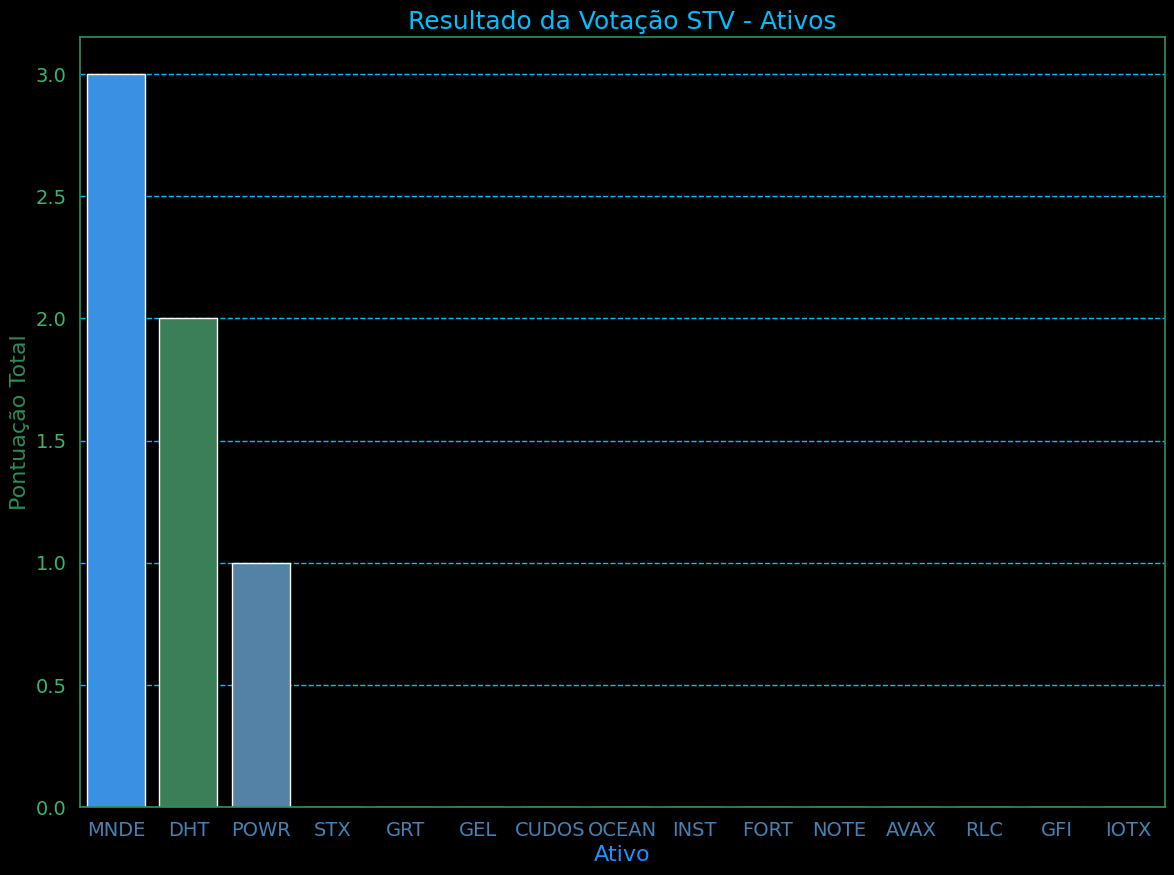 Resultado da Votação STV - Ativos
Pontuação Total
3.0
2.5
2.0
1.5
1.0
0.5
0.0
MNDE DHT POWR STX GRT GEL CUDOS OCEAN INST FORT NOTE AVAX RLC GFI IOTX
Ativo